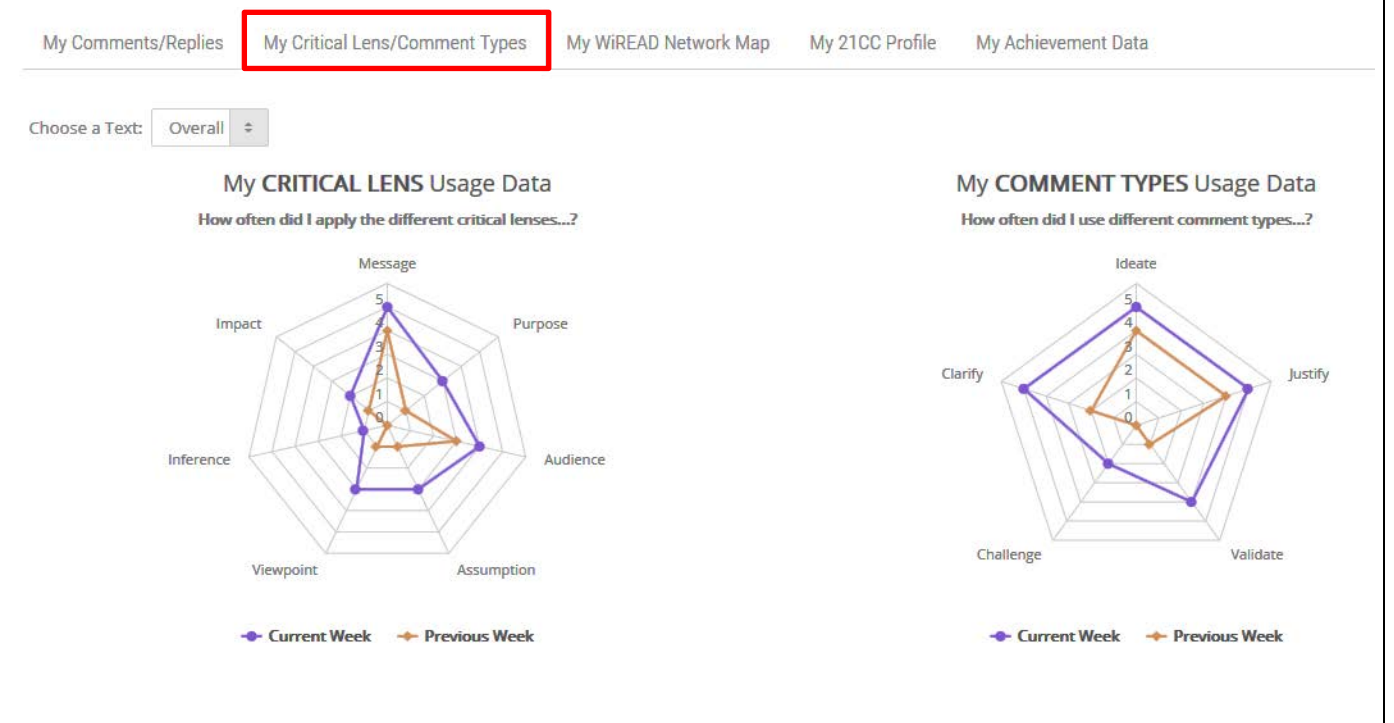 My Comments/Replies My Critical Lens/Comment Types My WiREAD Network Map My 21CC Profile My Achievement Data
Choose a Text: Overall
My CRITICAL LENS Usage Data
How often did I apply the different critical lenses...?
Message
Impact
Purpose
5
4
3
2
1
0
Inference
Audience
Viewpoint
Assumption
Current Week Previous Week
My COMMENT TYPES Usage Data
How often did I use different comment types...?
Ideate
5
4
3
2
1
0
Clarify
Justify
Challenge
Validate
Current Week Previous Week